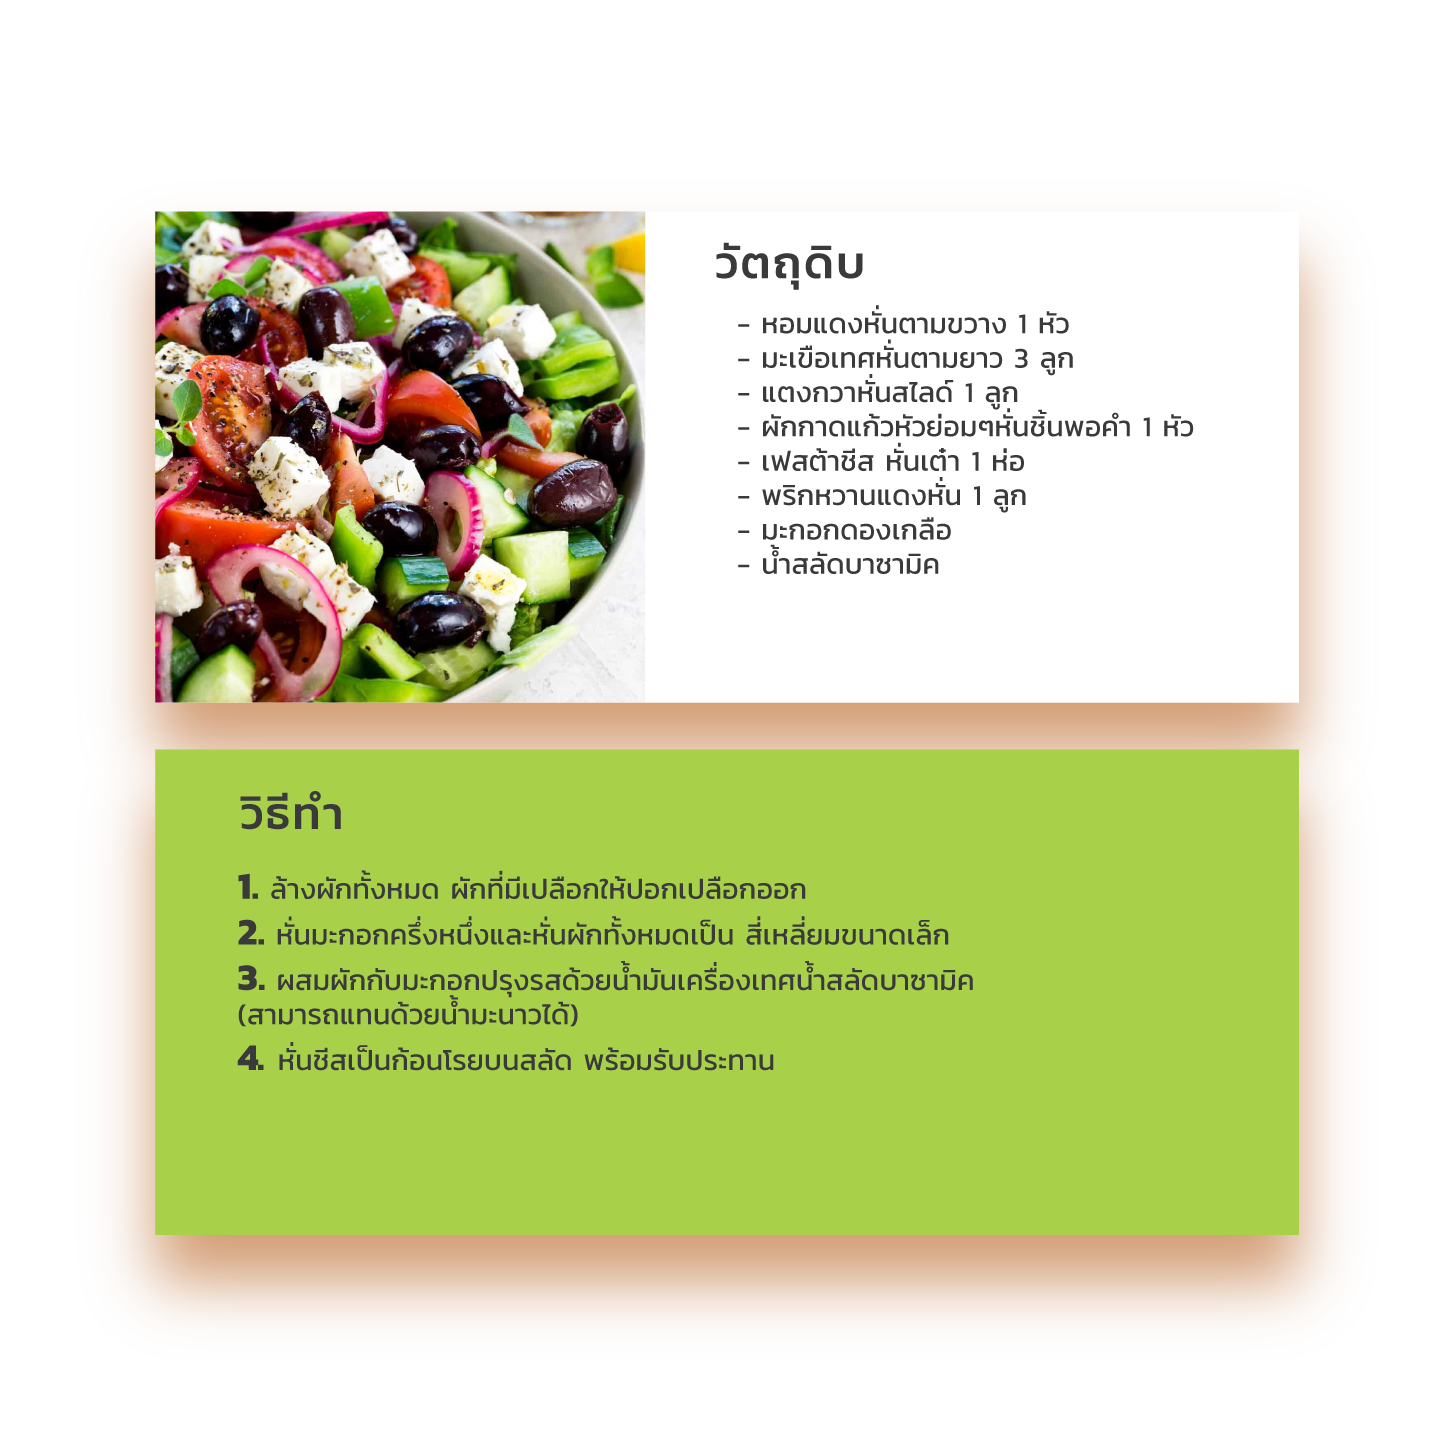 วัตถุดิบ
- หอมแดงหั่นตามขวาง 1 หัว
- มะเขือเทศหั่นตามยาว 3 ลูก
- แตงกวาหั่นสไลด์ 1 ลูก
- ผักกาดแก้วหัวย่อมๆหั่นชิ้นพอคำ 1 หัว
- เฟสต้าชีส หั่นเต๋า 1 ห่อ
- พริกหวานแดงหั่น 1 ลูก
- มะกอกดองเกลือ
- น้ำสลัดบาซามิค
วิธีทำ
1. ล้างผักทั้งหมด ผักที่มีเปลือกให้ปอกเปลือกออก
2. หั่นมะกอกครึ่งหนึ่งและหั่นผักทั้งหมดเป็น สี่เหลี่ยมขนาดเล็ก
3. ผสมผักกับมะกอกปรุงรสด้วยน้ำมันเครื่องเทศน้ำสลัดบาซามิค
(สามารถแทนด้วยน้ำมะนาวได้)
4. หั่นชีสเป็นก้อนโรยบนสลัด พร้อมรับประทาน